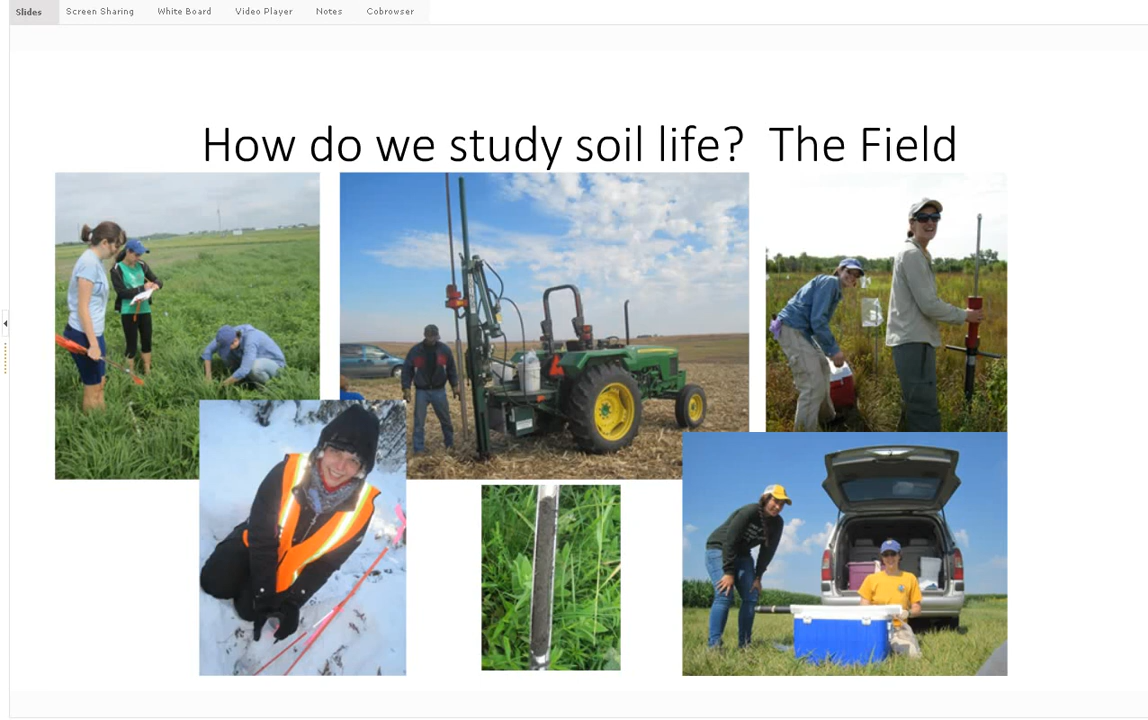 Slides Screen Sharing White Board Video Player Notes Cobrowser
How do we study soil life? The Field